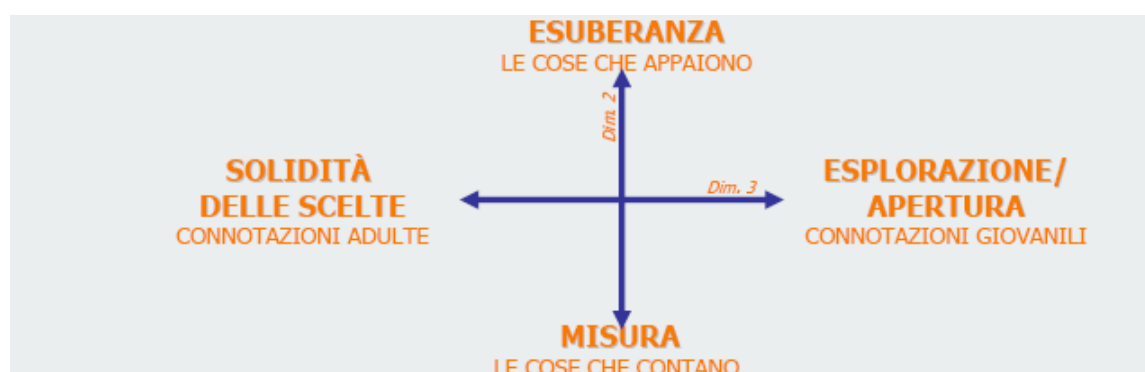 ESUBERANZA
LE COSE CHE APPAIONO
Dim. 2
SOLIDITÀ
DELLE SCELTE
CONNOTAZIONI ADULTE
Dim. 3
ESPLORAZIONE/
APERTURA
CONNOTAZIONI GIOVANILI
MISURA
LE COSE CHE CONTANO